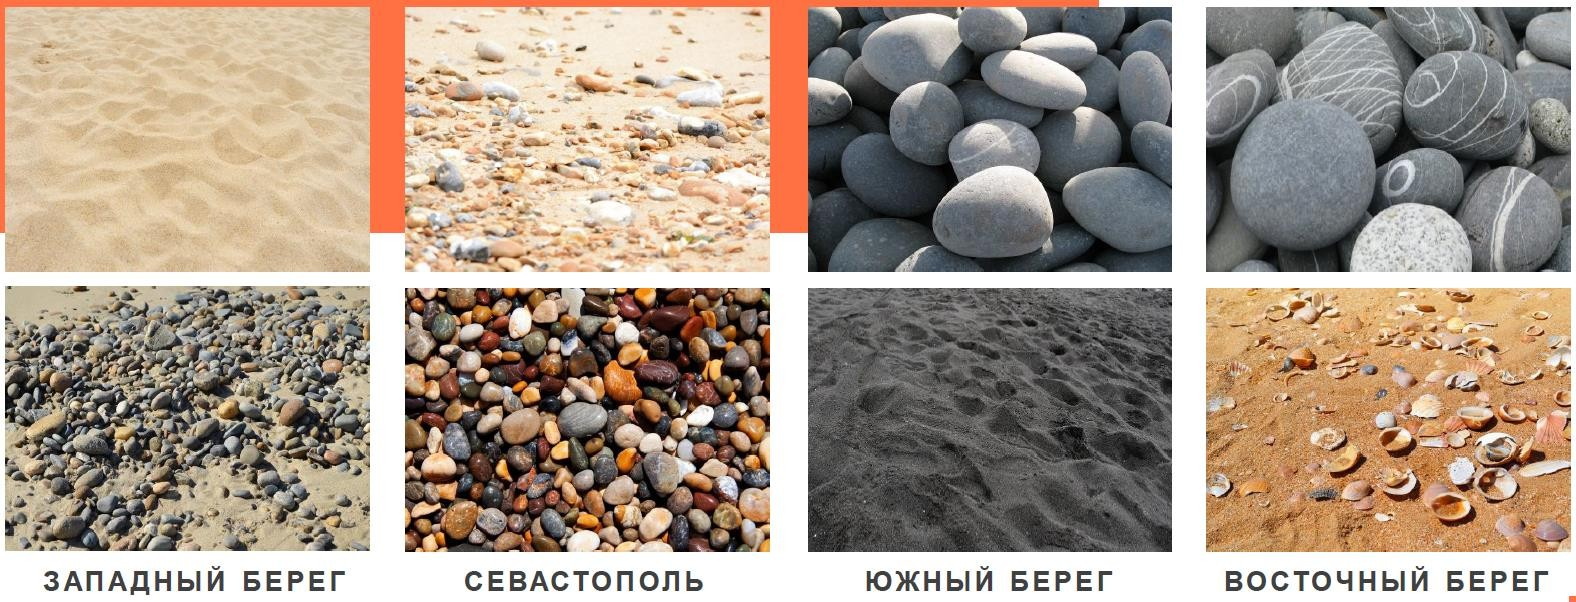 ЗАПАДНЫЙ БЕРЕГ
СЕВАСТОПОЛЬ
ЮЖНЫЙ БЕРЕГ
ВОСТОЧНЫЙ БЕРЕГ